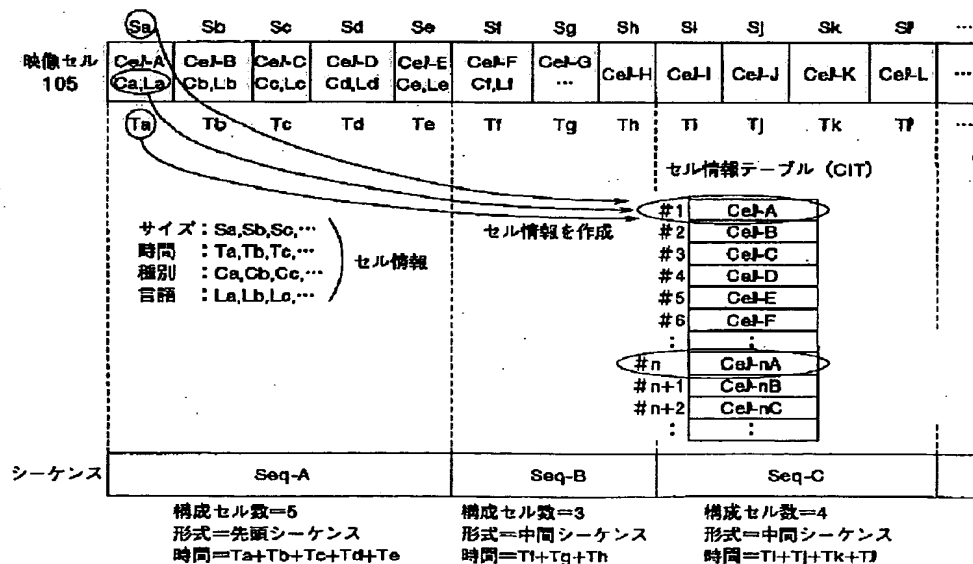 Sa Sb Sc Sd Se Sf Sg Sh Si Sj Sk Sl …
映像セル
105
Cell-A Cell-B Cell-C Cell-D Cell-E Cell-F Cell-G Cell-H Cell-I Cell-J Cell-K Cell-L …
Ca,La Cb,Lb Cc,Lc Cd,Ld Ce,Le Cf,Lf …
Ta Tb Tc Td Te Tf Tg Th Ti Tj Tk Tl …
セル情報テーブル (CIT)
サイズ:Sa,Sb,Sc,…
時間 :Ta,Tb,Tc,…
種別 :Ca,Cb,Cc,…
言語 :La,Lb,Lc,…
セル情報
セル情報を作成
#1 Cell-A
#2 Cell-B
#3 Cell-C
#4 Cell-D
#5 Cell-E
#6 Cell-F
: :
#n Cell-nA
#n+1 Cell-nB
#n+2 Cell-nC
: :
シーケンス Seq-A Seq-B Seq-C
構成セル数=5
形式=先頭シーケンス
時間=Ta+Tb+Tc+Td+Te
構成セル数=3
形式=中間シーケンス
時間=Tf+Tg+Th
構成セル数=4
形式=中間シーケンス
時間=Ti+Tj+Tk+Tl